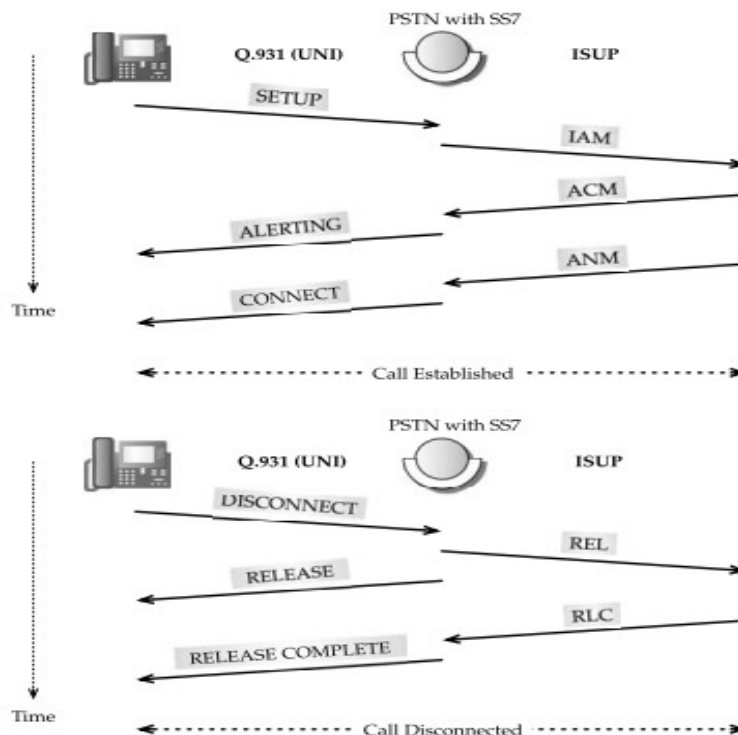 PSTN with SS7
Q.931 (UNI)
ISUP
SETUP
IAM
ACM
ALERTING
ANM
CONNECT
Time
Call Established
PSTN with SS7
Q.931 (UNI)
ISUP
DISCONNECT
REL
RELEASE
RLC
RELEASE COMPLETE
Time
Call Disconnected